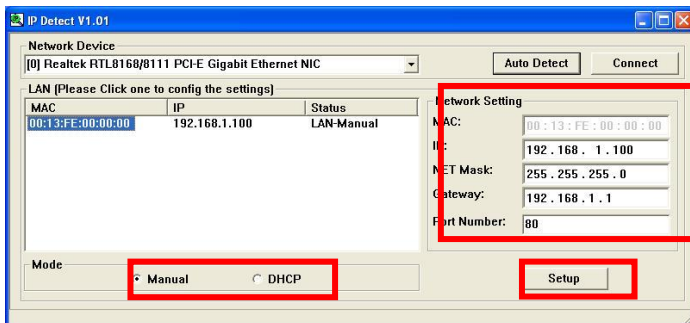 IP Detect V1.01
Network Device
[0] Realtek RTL8168/8111 PCI-E Gigabit Ethernet NIC
Auto Detect
Connect
LAN (Please Click one to config the settings)
MAC IP Status
00:13:FE:00:00:00 192.168.1.100 LAN-Manual
Network Setting
MAC: 00 : 13 : FE : 00 : 00 : 00
IP: 192 . 168 . 1 . 100
NET Mask: 255 . 255 . 255 . 0
Gateway: 192 . 168 . 1 . 1
Port Number: 80
Mode
Manual DHCP
Setup